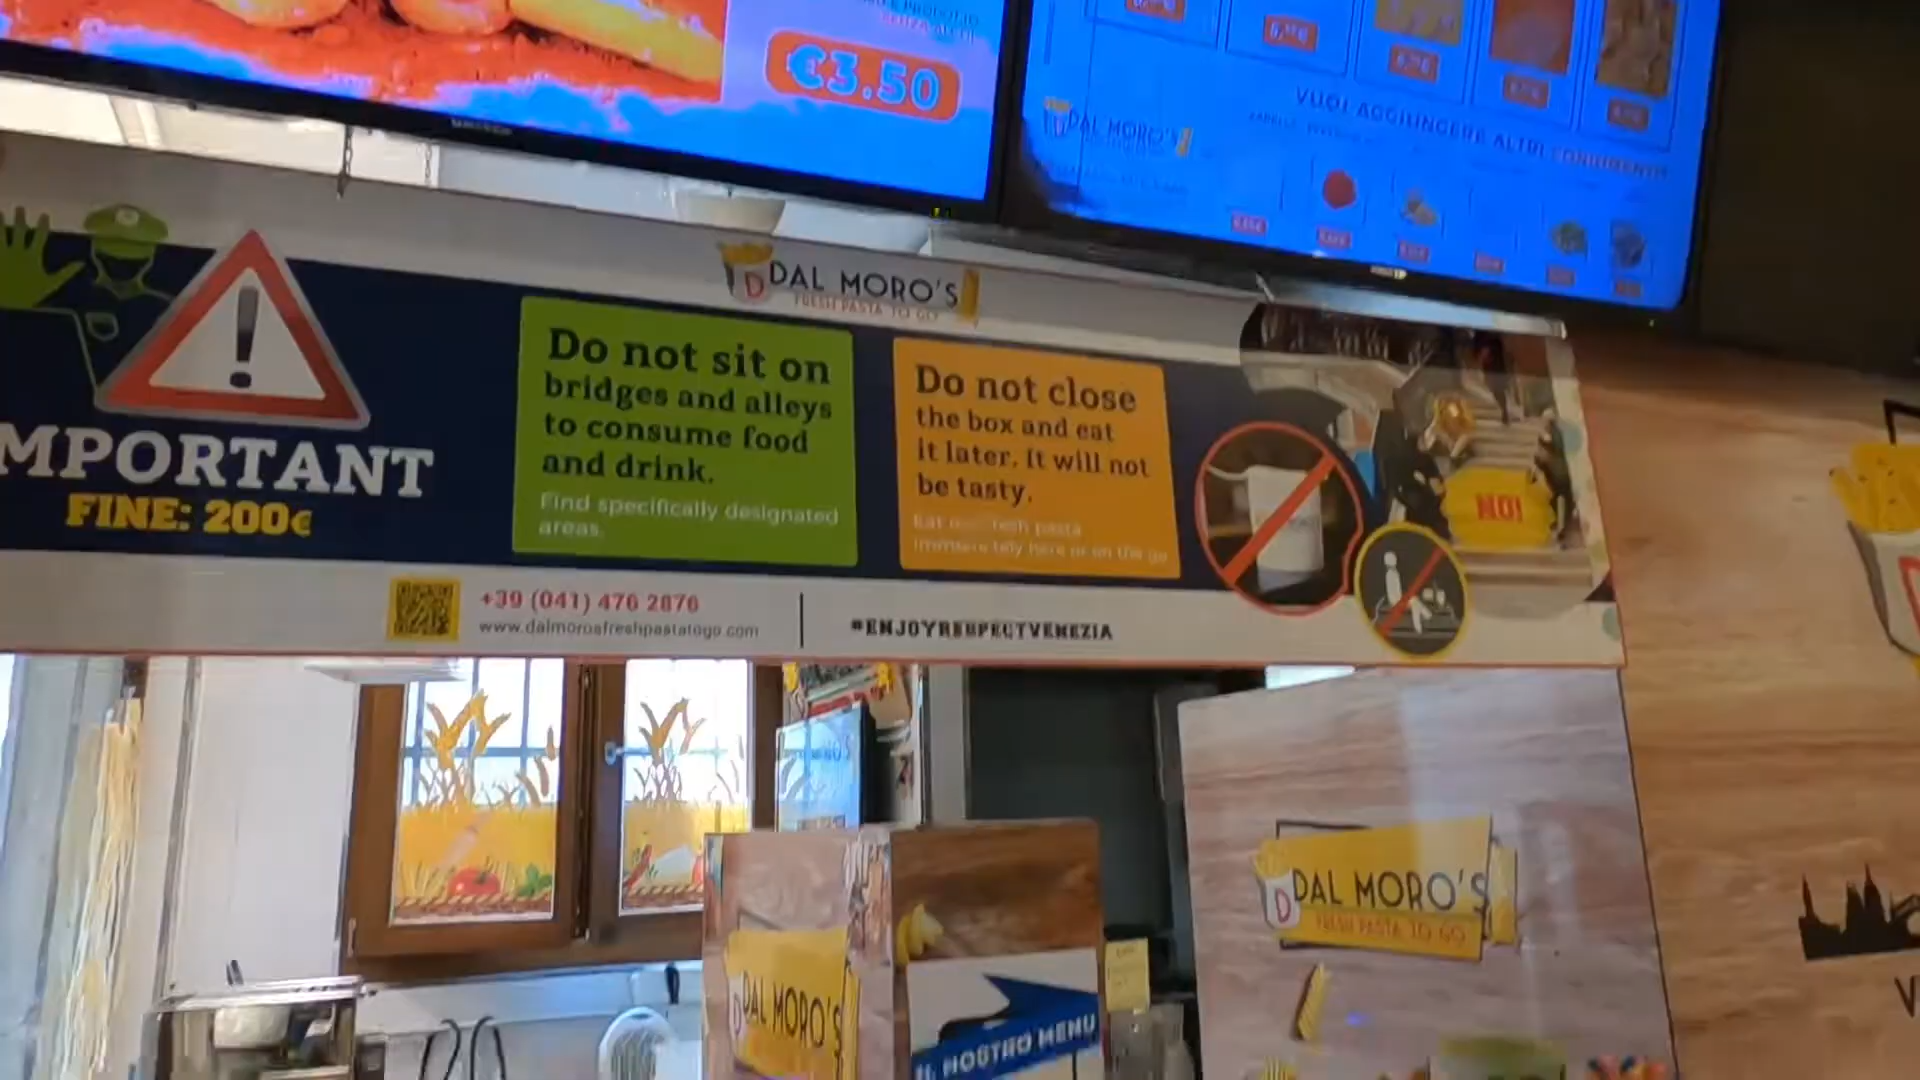 €3.50
DAL MORO'S
VUOI AGGIUNGERE ALTRI CONDIMENTI?
DAL MORO'S
FRESH PASTA TO GO
MPORTANT
FINE: 200€
Do not sit on
bridges and alleys
to consume food
and drink.
Find specifically designated
areas.
Do not close
the box and eat
it later. It will not
be tasty.
Eat our fresh pasta
immediately here or on the go
NO!
+39 (041) 476 2876
www.dalmorosfreshpastatogo.com
#ENJOYRESPECTVENEZIA
DAL MORO'S
FRESH PASTA TO GO
DAL MORO'S
IL NOSTRO MENU
V